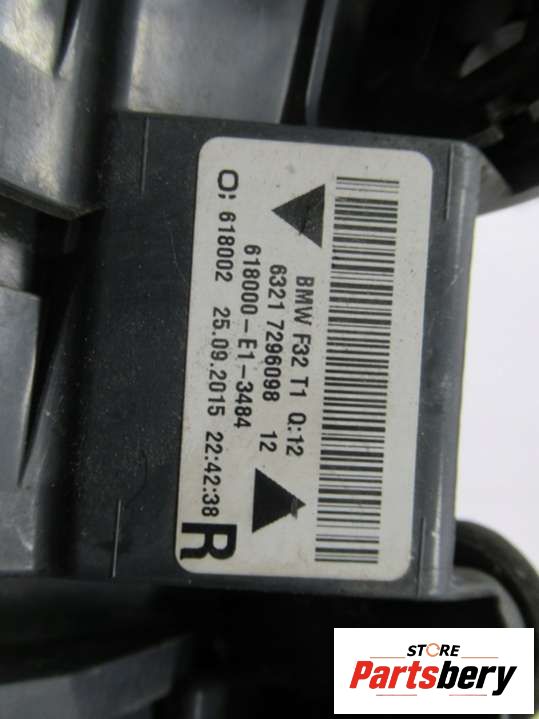 BMW F32 T1 Q:12
6321 7296098 12
618000-E1-3484
O; 618002 25.09.2015 22:42:38
R
STORE
Partsbery